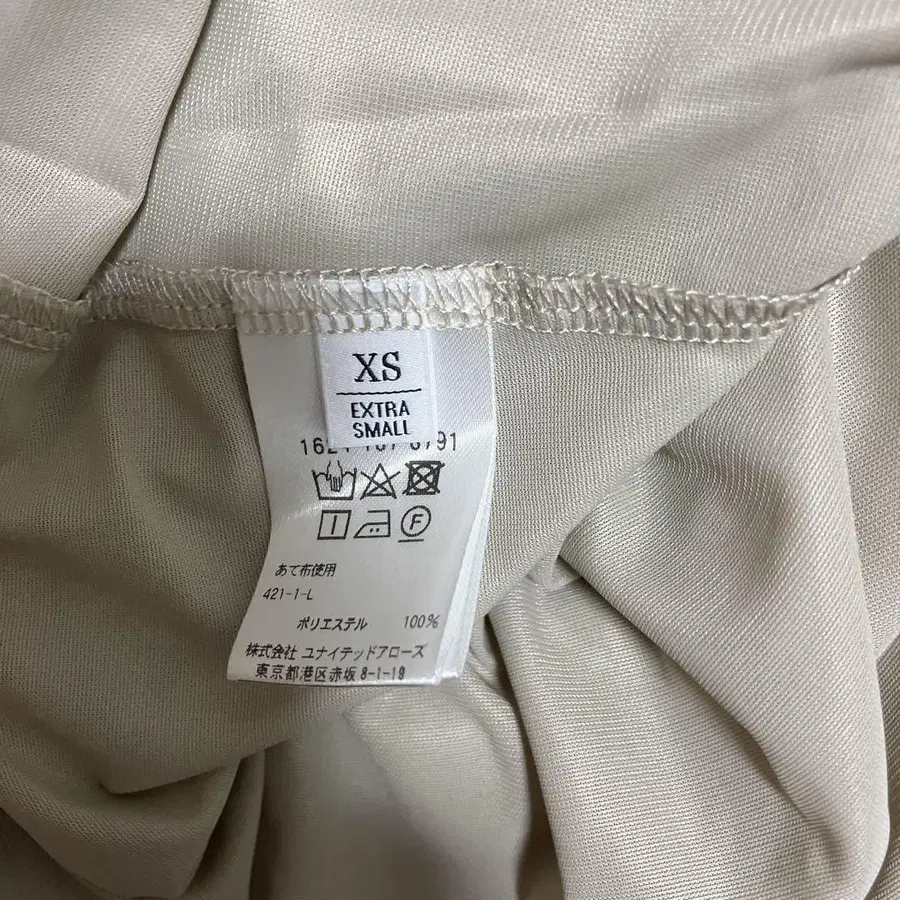 XS
EXTRA
SMALL
あて布使用
421-1-L
ポリエステル 100%
株式会社 ユナイテッドアローズ
東京都港区赤坂 8-1-19